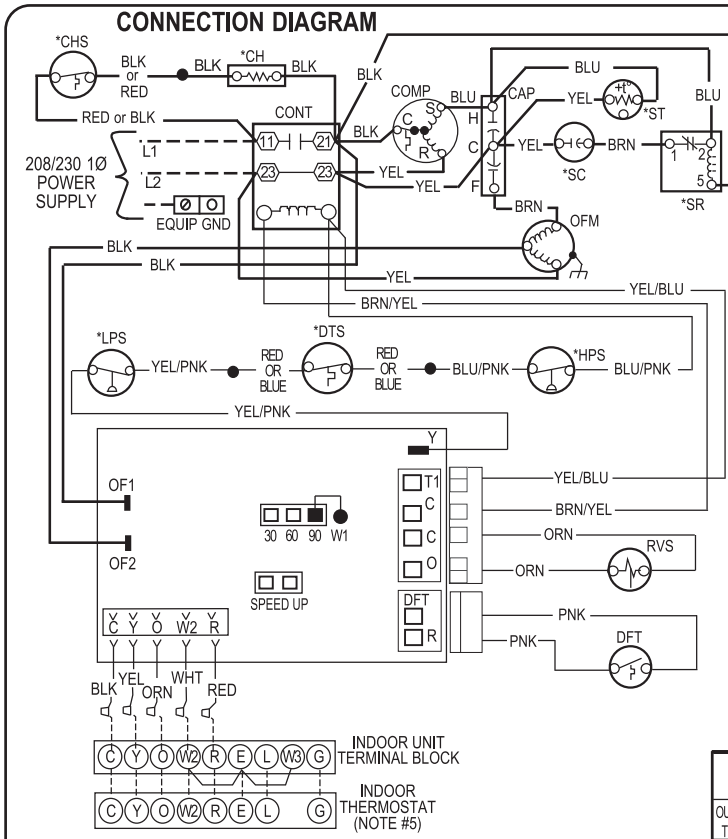 CONNECTION DIAGRAM
*CHS
BLK
or
RED
BLK
*CH
BLK
BLK
RED or BLK
CONT
11
21
23
23
L1
L2
208/230 1Ø
POWER
SUPPLY
EQUIP GND
BLK
COMP
S
C
R
BLU
CAP
H
C
F
BLU
YEL
+t°
*ST
BLU
YEL
*SC
BRN
1
2
5
*SR
YEL
YEL
BRN
OFM
BLK
BLK
YEL
YEL/BLU
BRN/YEL
*LPS
YEL/PNK
RED
OR
BLUE
*DTS
RED
OR
BLUE
BLU/PNK
*HPS
BLU/PNK
YEL/PNK
Y
OF1
OF2
30 60 90 W1
SPEED UP
T1
C
C
O
DFT
R
YEL/BLU
BRN/YEL
ORN
ORN
RVS
PNK
PNK
DFT
C Y O W2 R
BLK YEL ORN WHT RED
C Y O W2 R E L W3 G
INDOOR UNIT
TERMINAL BLOCK
C Y O W2 R E L G
INDOOR
THERMOSTAT
(NOTE #5)